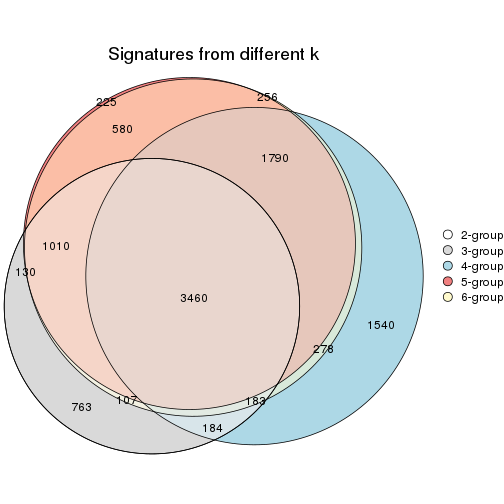 Signatures from different k
225
256
580
1790
2-group
3-group
4-group
5-group
6-group
1010
130
3460
1540
278
763
107
183
184